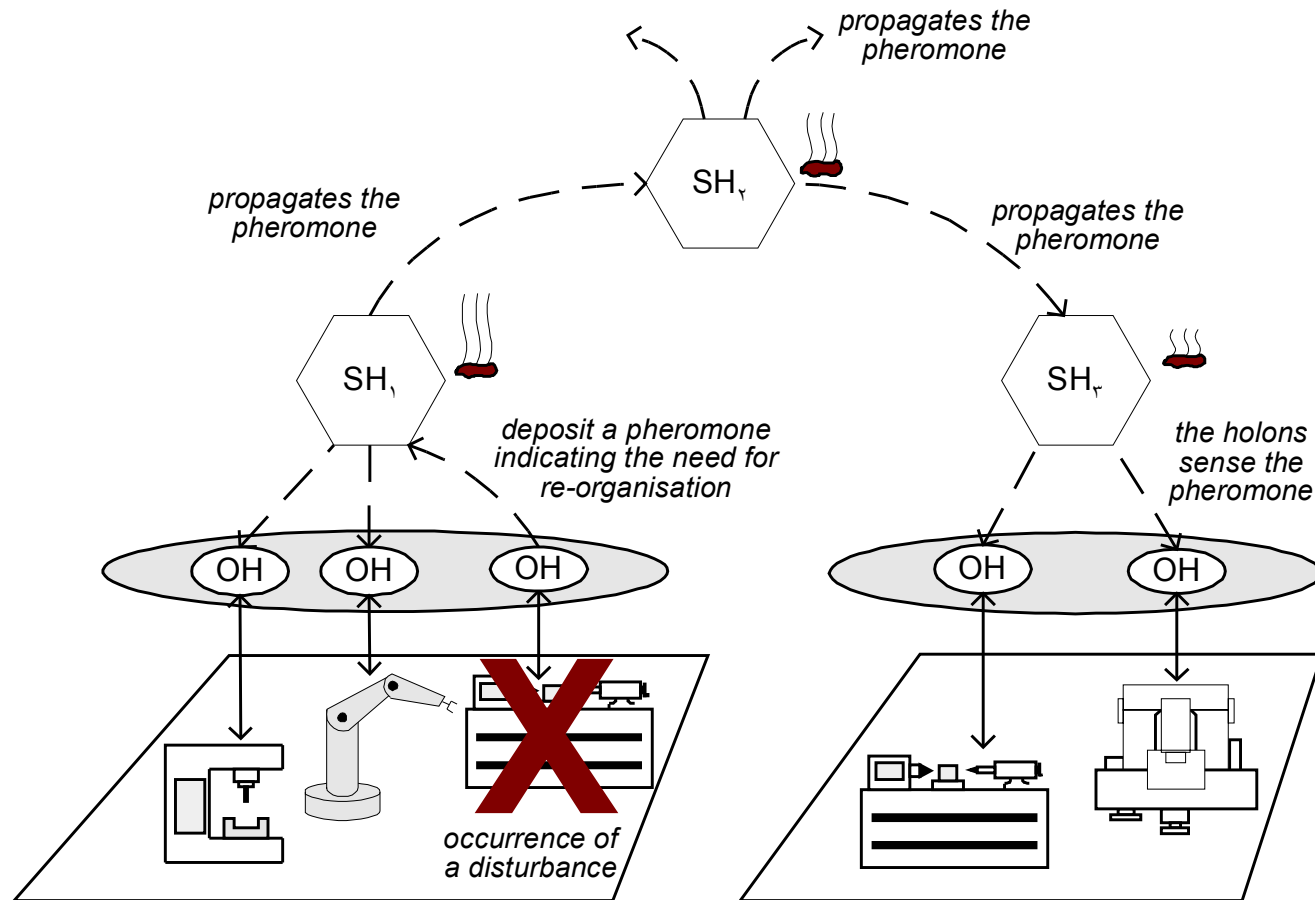 propagates the
pheromone
SH٢
propagates the
pheromone
propagates the
pheromone
SH١
SH٣
deposit a pheromone
indicating the need for
re-organisation
the holons
sense the
pheromone
OH
OH
OH
OH
OH
occurrence of
a disturbance